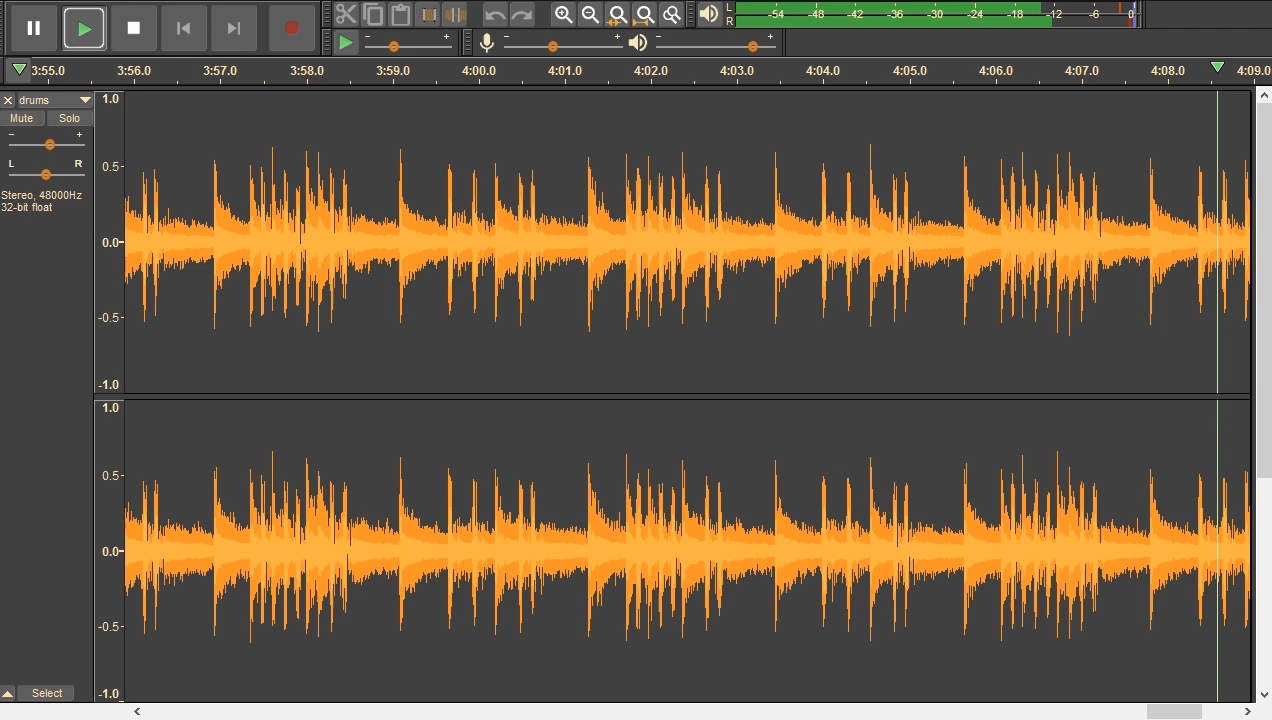 L
R
-54 -48 -42 -36 -30 -24 -18 -12 -6 0
- +
- + - +
3:55.0 3:56.0 3:57.0 3:58.0 3:59.0 4:00.0 4:01.0 4:02.0 4:03.0 4:04.0 4:05.0 4:06.0 4:07.0 4:08.0 4:09.0
drums
Mute Solo
- +
L R
Stereo, 48000Hz
32-bit float
1.0
0.5-
0.0-
-0.5-
-1.0
1.0
0.5-
0.0-
-0.5-
-1.0
Select